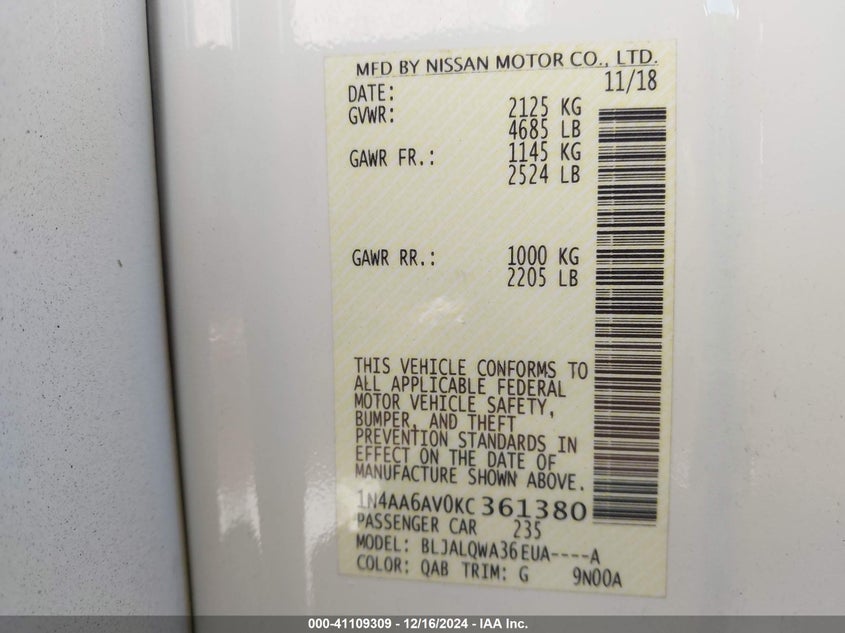 MFD BY NISSAN MOTOR CO., LTD.
DATE: 11/18
GVWR: 2125 KG
4685 LB
GAWR FR.: 1145 KG
2524 LB
GAWR RR.: 1000 KG
2205 LB
THIS VEHICLE CONFORMS TO
ALL APPLICABLE FEDERAL
MOTOR VEHICLE SAFETY,
BUMPER, AND THEFT
PREVENTION STANDARDS IN
EFFECT ON THE DATE OF
MANUFACTURE SHOWN ABOVE.
1N4AA6AV0KC361380
PASSENGER CAR 235
MODEL: BLJALQWA36EUA----A
COLOR: QAB TRIM: G 9N00A
000-41109309 - 12/16/2024 - IAA Inc.